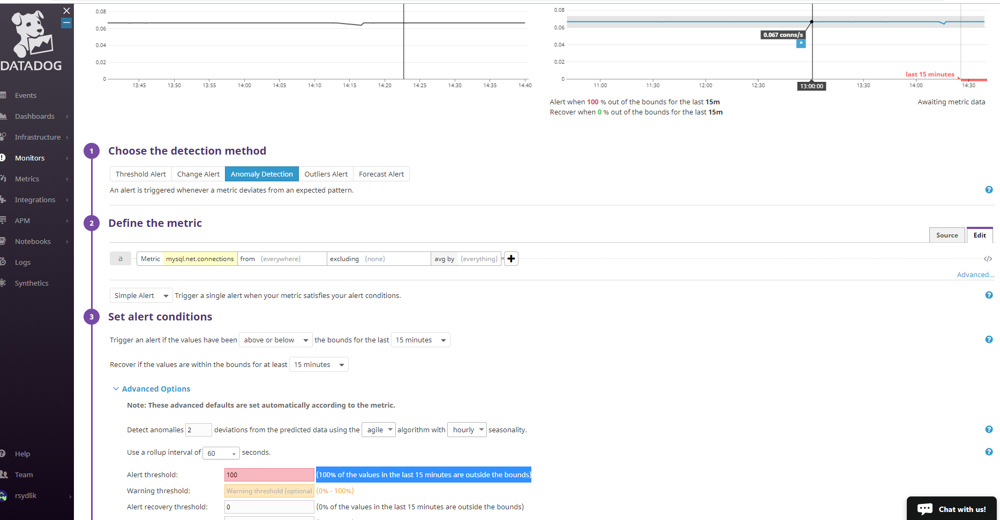 DATADOG
Events
Dashboards
Infrastructure
Monitors
Metrics
Integrations
APM
Notebooks
Logs
Synthetics
Help
Team
rsydlik
0.08
0.06
0.04
0.02
0
13:45 13:50 13:55 14:00 14:05 14:10 14:15 14:20 14:25 14:30 14:35 14:40
0.08
0.06
0.04
0.02
0
0.067 conns/s
*
last 15 minutes
11:00 11:30 12:00 12:30 13:00:00 13:30 14:00 14:30
Alert when 100 % out of the bounds for the last 15m
Awaiting metric data
Recover when 0 % out of the bounds for the last 15m
1 Choose the detection method
Threshold Alert Change Alert Anomaly Detection Outliers Alert Forecast Alert
An alert is triggered whenever a metric deviates from an expected pattern. ?
2 Define the metric
Source Edit
a Metric mysql.net.connections from (everywhere) excluding (none) avg by (everything) + </>
Advanced...
Simple Alert Trigger a single alert when your metric satisfies your alert conditions. ?
3 Set alert conditions
Trigger an alert if the values have been above or below the bounds for the last 15 minutes ?
Recover if the values are within the bounds for at least 15 minutes
Advanced Options
Note: These advanced defaults are set automatically according to the metric.
Detect anomalies 2 deviations from the predicted data using the agile algorithm with hourly seasonality. ?
Use a rollup interval of 60 seconds. ?
Alert threshold: 100 (100% of the values in the last 15 minutes are outside the bounds)
Warning threshold: Warning threshold (optional (0% - 100%)
Alert recovery threshold: 0 (0% of the values in the last 15 minutes are outside the bounds)
Chat with us!